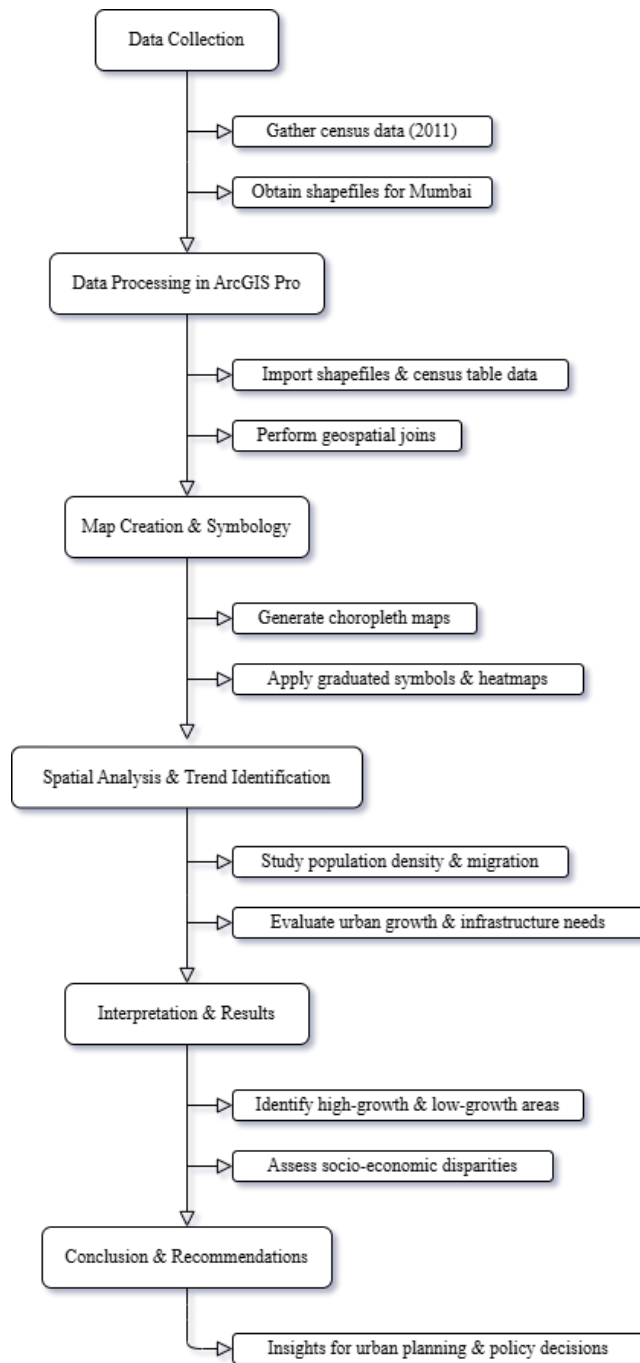 Data Collection
Gather census data (2011)
Obtain shapefiles for Mumbai
Data Processing in ArcGIS Pro
Import shapefiles & census table data
Perform geospatial joins
Map Creation & Symbology
Generate choropleth maps
Apply graduated symbols & heatmaps
Spatial Analysis & Trend Identification
Study population density & migration
Evaluate urban growth & infrastructure needs
Interpretation & Results
Identify high-growth & low-growth areas
Assess socio-economic disparities
Conclusion & Recommendations
Insights for urban planning & policy decisions